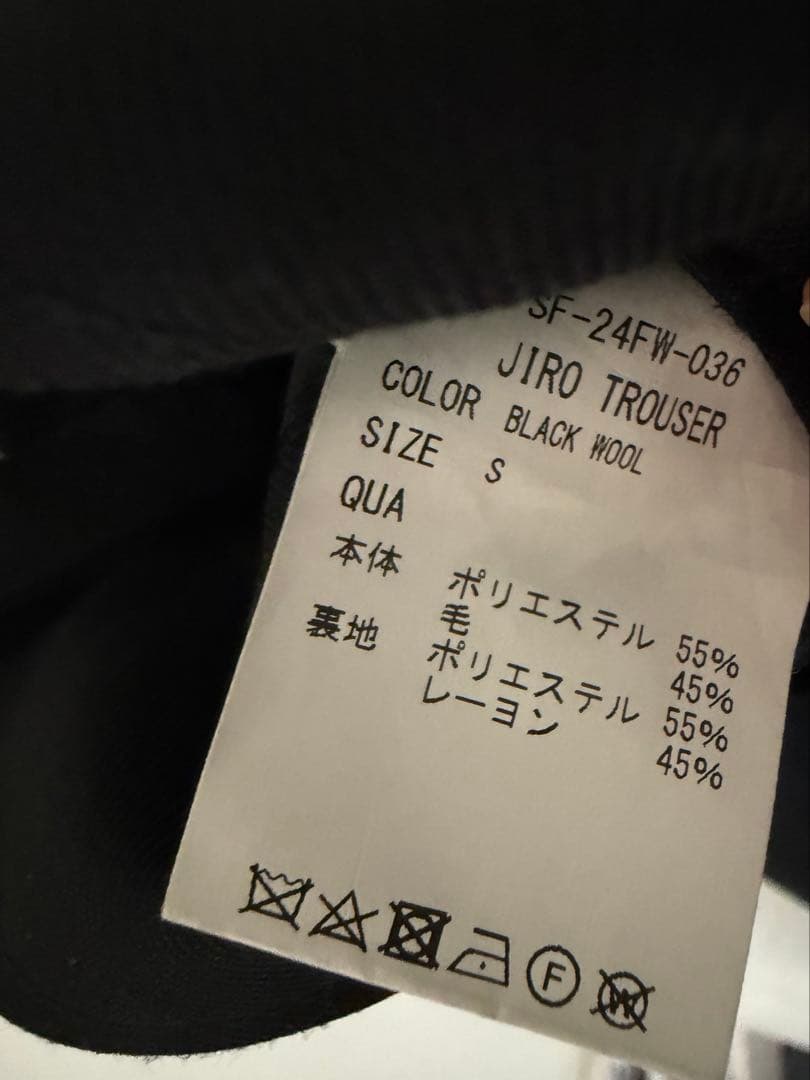 SF-24FW-036
JIRO TROUSER
COLOR BLACK WOOL
SIZE S
QUA
本体 ポリエステル 55%
毛 45%
裏地 ポリエステル 55%
レーヨン 45%
F
W